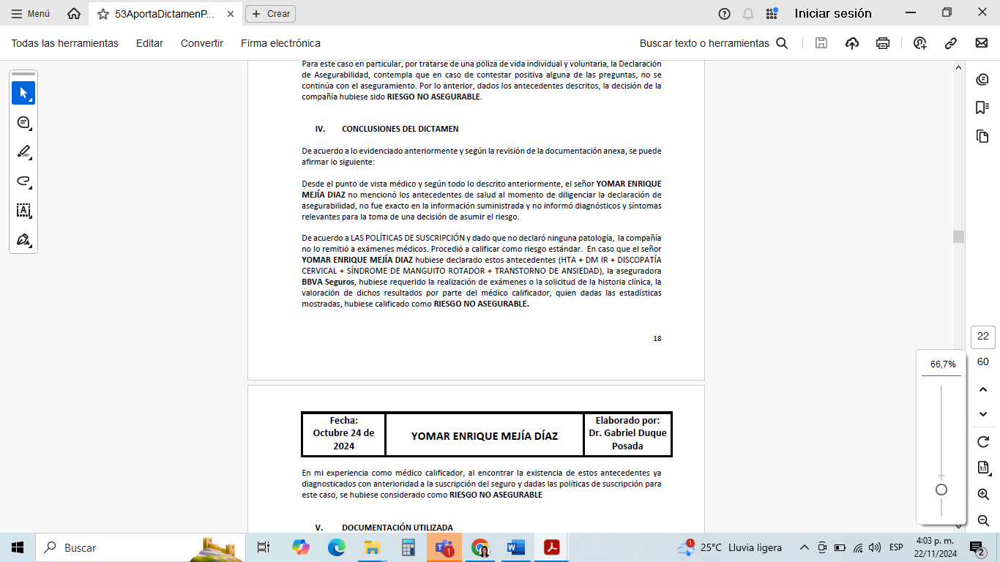 Menú
53AportaDictamenP...
Crear
Iniciar sesión
Todas las herramientas
Editar
Convertir
Firma electrónica
Buscar texto o herramientas
Para este caso en particular, por tratarse de una póliza de vida individual y voluntaria, la Declaración
de Asegurabilidad, contempla que en caso de contestar positiva alguna de las preguntas, no se
continúa con el aseguramiento. Por lo anterior, dados los antecedentes descritos, la decisión de la
compañía hubiese sido RIESGO NO ASEGURABLE.
IV. CONCLUSIONES DEL DICTAMEN
De acuerdo a lo evidenciado anteriormente y según la revisión de la documentación anexa, se puede
afirmar lo siguiente:
Desde el punto de vista médico y según todo lo descrito anteriormente, el señor YOMAR ENRIQUE
MEJÍA DIAZ no mencionó los antecedentes de salud al momento de diligenciar la declaración de
asegurabilidad, no fue exacto en la información suministrada y no informó diagnósticos y síntomas
relevantes para la toma de una decisión de asumir el riesgo.
De acuerdo a LAS POLÍTICAS DE SUSCRIPCIÓN y dado que no declaró ninguna patología, la compañía
no lo remitió a exámenes médicos. Procedió a calificar como riesgo estándar. En caso que el señor
YOMAR ENRIQUE MEJÍA DIAZ hubiese declarado estos antecedentes (HTA + DM IR + DISCOPATÍA
CERVICAL + SÍNDROME DE MANGUITO ROTADOR + TRANSTORNO DE ANSIEDAD), la aseguradora
BBVA Seguros, hubiese requerido la realización de exámenes o la solicitud de la historia clínica, la
valoración de dichos resultados por parte del médico calificador, quien dadas las estadísticas
mostradas, hubiese calificado como RIESGO NO ASEGURABLE.
18
22
60
66,7%
Fecha:
Octubre 24 de
2024
YOMAR ENRIQUE MEJÍA DÍAZ
Elaborado por:
Dr. Gabriel Duque
Posada
En mi experiencia como médico calificador, al encontrar la existencia de estos antecedentes ya
diagnosticados con anterioridad a la suscripción del seguro y dadas las políticas de suscripción para
este caso, se hubiese considerado como RIESGO NO ASEGURABLE
V. DOCUMENTACIÓN UTILIZADA
1:1
Buscar
1
1
25°C Lluvia ligera
ESP
4:03 p. m.
22/11/2024
2